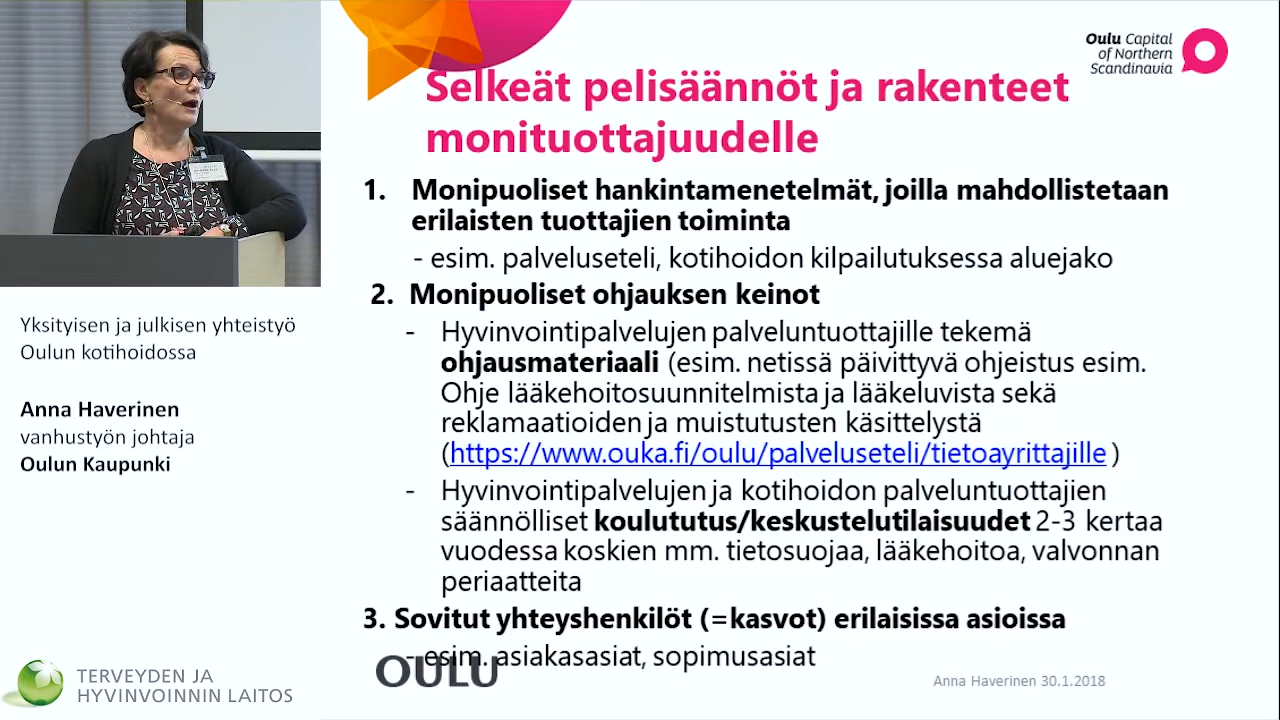 Oulu Capital
of Northern
Scandinavia
Selkeät pelisäännöt ja rakenteet
monituottajuudelle
1. Monipuoliset hankintamenetelmät, joilla mahdollistetaan
erilaisten tuottajien toiminta
- esim. palveluseteli, kotihoidon kilpailutuksessa aluejako
2. Monipuoliset ohjauksen keinot
- Hyvinvointipalvelujen palveluntuottajille tekemä
ohjausmateriaali (esim. netissä päivittyvä ohjeistus esim.
Ohje lääkehoitosuunnitelmista ja lääkeluvista sekä
reklamaatioiden ja muistutusten käsittelystä
(https://www.ouka.fi/oulu/palveluseteli/tietoayrittajille )
- Hyvinvointipalvelujen ja kotihoidon palveluntuottajien
säännölliset koulututus/keskustelutilaisuudet 2-3 kertaa
vuodessa koskien mm. tietosuojaa, lääkehoitoa, valvonnan
periaatteita
3. Sovitut yhteyshenkilöt (=kasvot) erilaisissa asioissa
- esim. asiakasasiat, sopimusasiat
OULU
Anna Haverinen 30.1.2018
Yksityisen ja julkisen yhteistyö
Oulun kotihoidossa
Anna Haverinen
vanhustyön johtaja
Oulun Kaupunki
TERVEYDEN JA
HYVINVOINNIN LAITOS